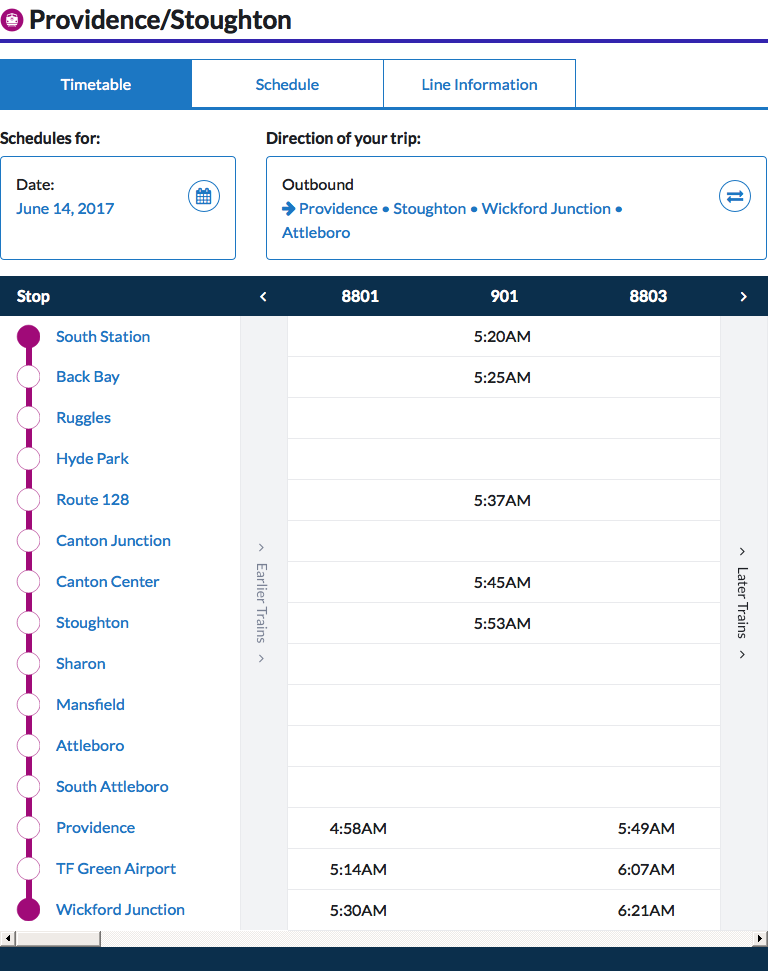 Providence/Stoughton
Timetable Schedule Line Information
Schedules for: Direction of your trip:
Date: Outbound
June 14, 2017 Providence • Stoughton • Wickford Junction •
Attleboro
Stop 8801 901 8803
South Station 5:20AM
Back Bay 5:25AM
Ruggles
Hyde Park
Route 128 5:37AM
Canton Junction
Canton Center 5:45AM
Stoughton 5:53AM
Sharon
Mansfield
Attleboro
South Attleboro
Providence 4:58AM 5:49AM
TF Green Airport 5:14AM 6:07AM
Wickford Junction 5:30AM 6:21AM
Earlier Trains
Later Trains